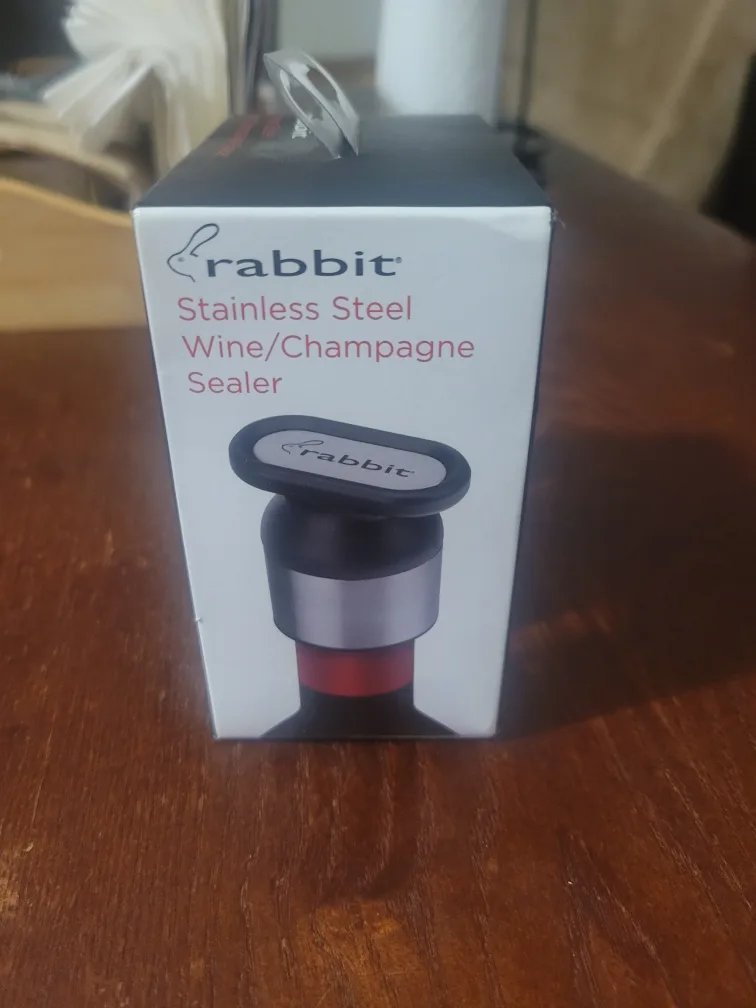 rabbit®
Stainless Steel
Wine/Champagne
Sealer
rabbit